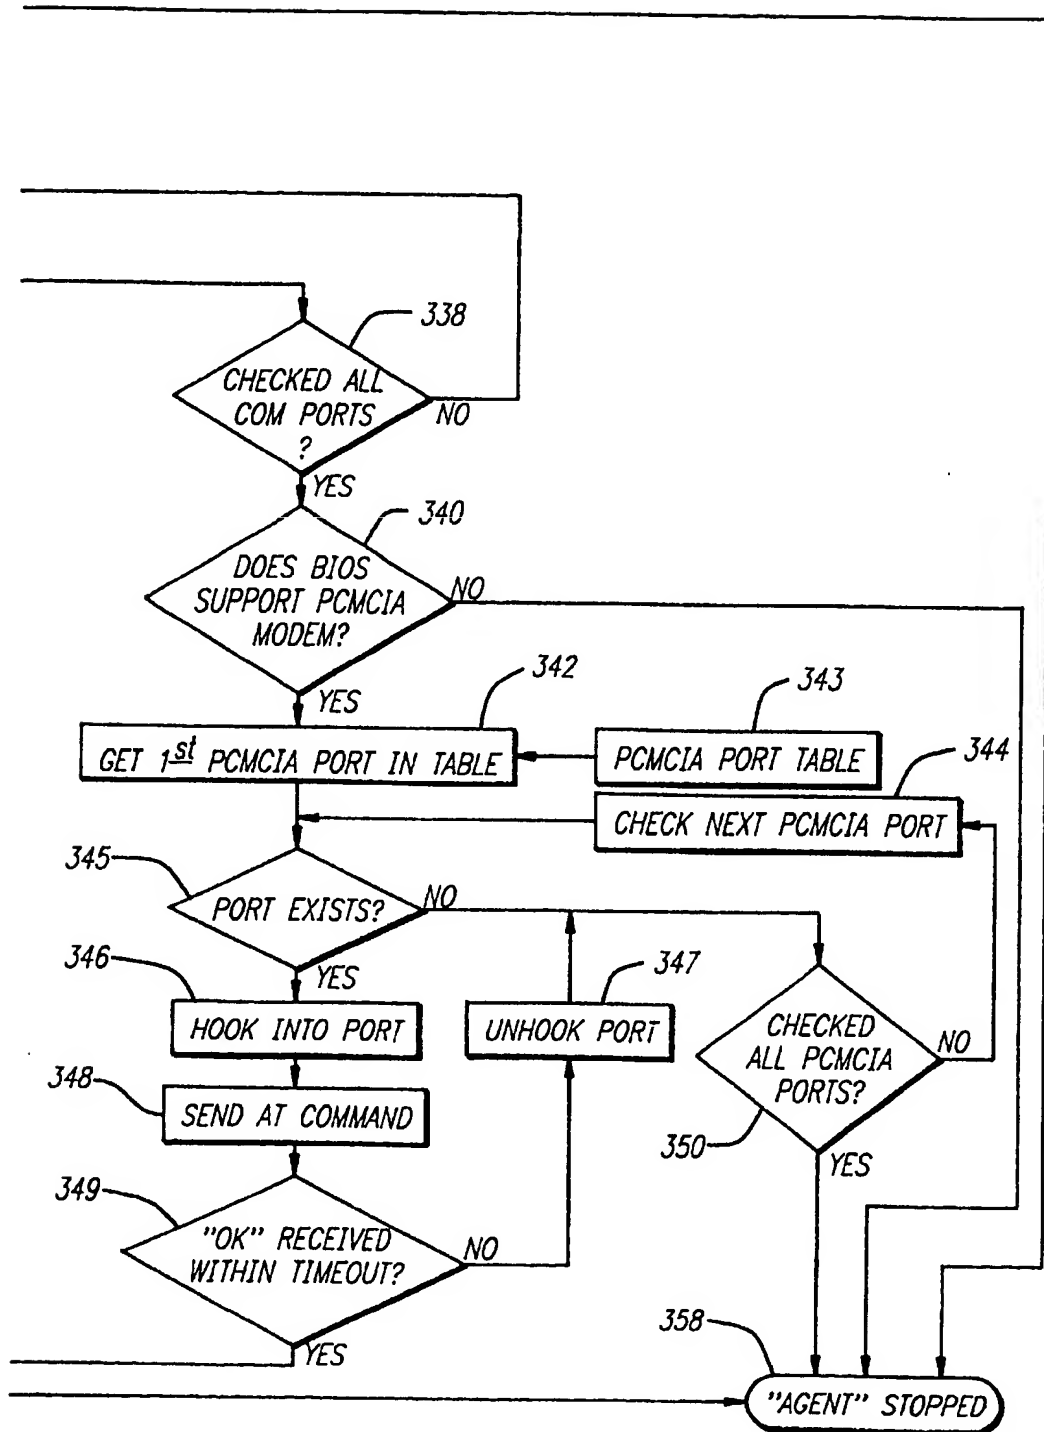 338
CHECKED ALL
COM PORTS
?
NO
YES
340
DOES BIOS
SUPPORT PCMCIA
MODEM?
NO
YES
342
343
GET 1st PCMCIA PORT IN TABLE
PCMCIA PORT TABLE
344
CHECK NEXT PCMCIA PORT
345
PORT EXISTS?
NO
YES
346
HOOK INTO PORT
347
UNHOOK PORT
CHECKED
ALL PCMCIA
PORTS?
NO
350
YES
348
SEND AT COMMAND
349
"OK" RECEIVED
WITHIN TIMEOUT?
NO
YES
358
"AGENT" STOPPED